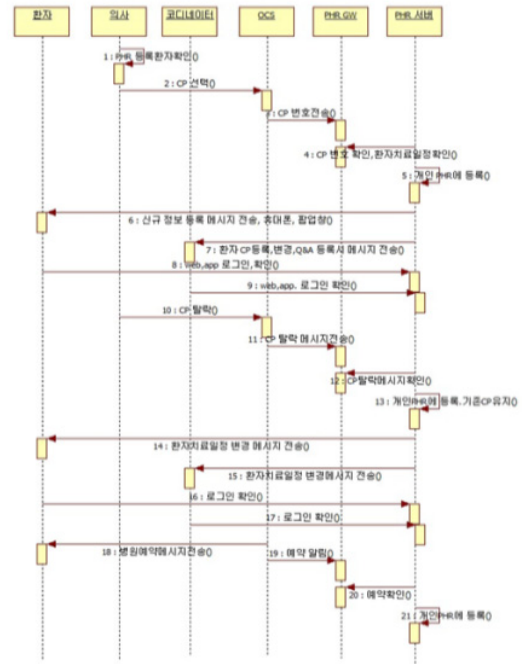 환자
의사
코디네이터
OCS
PHR GW
PHR 서버
1 : PHR 등록환자확인()
2 : CP 선택()
3 : CP 번호전송()
4 : CP 번호 확인,환자치료일정확인()
5 : 개인 PHR에 등록()
6 : 신규 정보 등록 메시지 전송, 휴대폰, 팝업창()
7 : 환자 CP등록,변경,Q&A 등록시 메시지 전송()
8 : web,app 로그인,확인()
9 : web,app. 로그인 확인()
10 : CP 탈락()
11 : CP 탈락 메시지전송()
12 : CP탈락메시지확인()
13 : 개인PHR에 등록.기존CP유지()
14 : 환자치료일정 변경 메시지 전송()
15 : 환자치료일정 변경메시지 전송()
16 : 로그인 확인()
17 : 로그인 확인()
18 : 병원예약메시지전송()
19 : 예약 알림()
20 : 예약확인()
21 : 개인PHR에 등록()